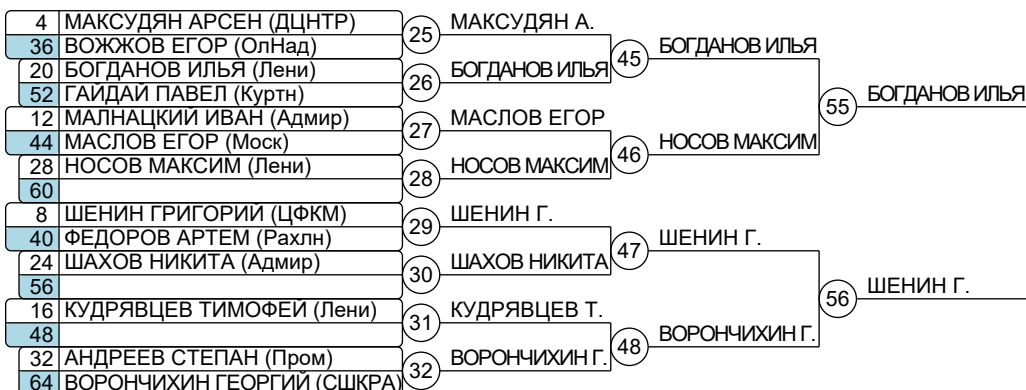 4 МАКСУДЯН АРСЕН (ДЦНТР)
36 ВОЖЖОВ ЕГОР (ОлНад)
20 БОГДАНОВ ИЛЬЯ (Лени)
52 ГАЙДАЙ ПАВЕЛ (Куртн)
12 МАЛНАЦКИЙ ИВАН (Адмир)
44 МАСЛОВ ЕГОР (Моск)
28 НОСОВ МАКСИМ (Лени)
60
8 ШЕНИН ГРИГОРИЙ (ЦФКМ)
40 ФЕДОРОВ АРТЕМ (Рахлн)
24 ШАХОВ НИКИТА (Адмир)
56
16 КУДРЯВЦЕВ ТИМОФЕЙ (Лени)
48
32 АНДРЕЕВ СТЕПАН (Пром)
64 ВОРОНЧИХИН ГЕОРГИЙ (СШКРА)
25 МАКСУДЯН А.
26 БОГДАНОВ ИЛЬЯ
27 МАСЛОВ ЕГОР
28 НОСОВ МАКСИМ
29 ШЕНИН Г.
30 ШАХОВ НИКИТА
31 КУДРЯВЦЕВ Т.
32 ВОРОНЧИХИН Г.
45 БОГДАНОВ ИЛЬЯ
46 НОСОВ МАКСИМ
47 ШЕНИН Г.
48 ВОРОНЧИХИН Г.
55 БОГДАНОВ ИЛЬЯ
56 ШЕНИН Г.